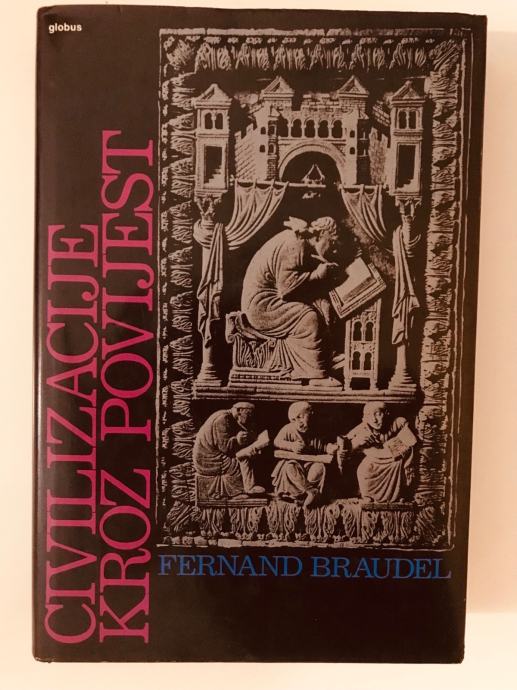 globus
CIVILIZACIJE
KROZ POVIJEST
FERNAND BRAUDEL